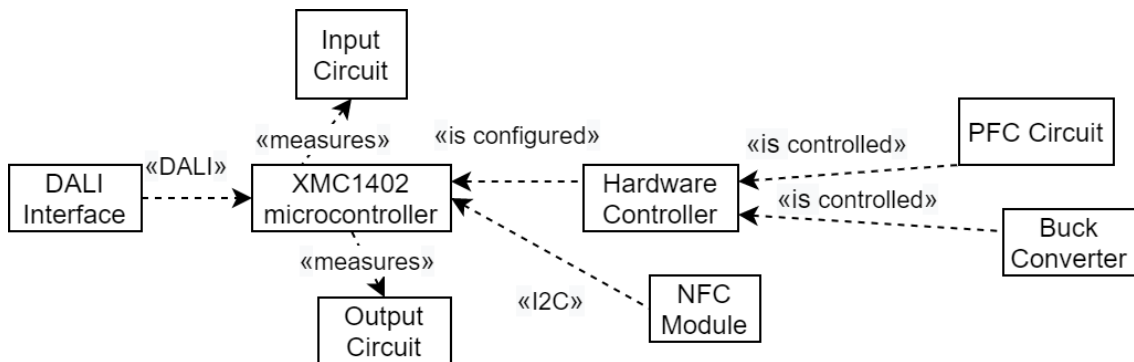 Input
Circuit
«measures»
«is configured»
«is controlled»
PFC Circuit
«DALI»
DALI
Interface
XMC1402
microcontroller
Hardware
Controller
«is controlled»
Buck
Converter
«measures»
«I2C»
NFC
Module
Output
Circuit